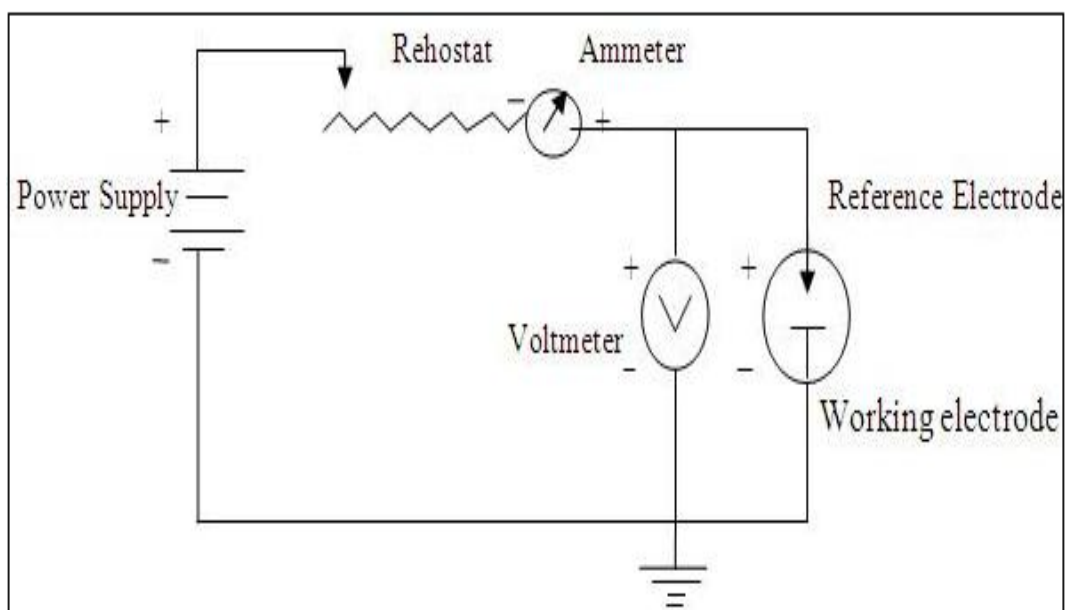 Rehostat Ammeter
+ − +
Power Supply
−
Reference Electrode
+ +
V
Voltmeter
- −
Working electrode